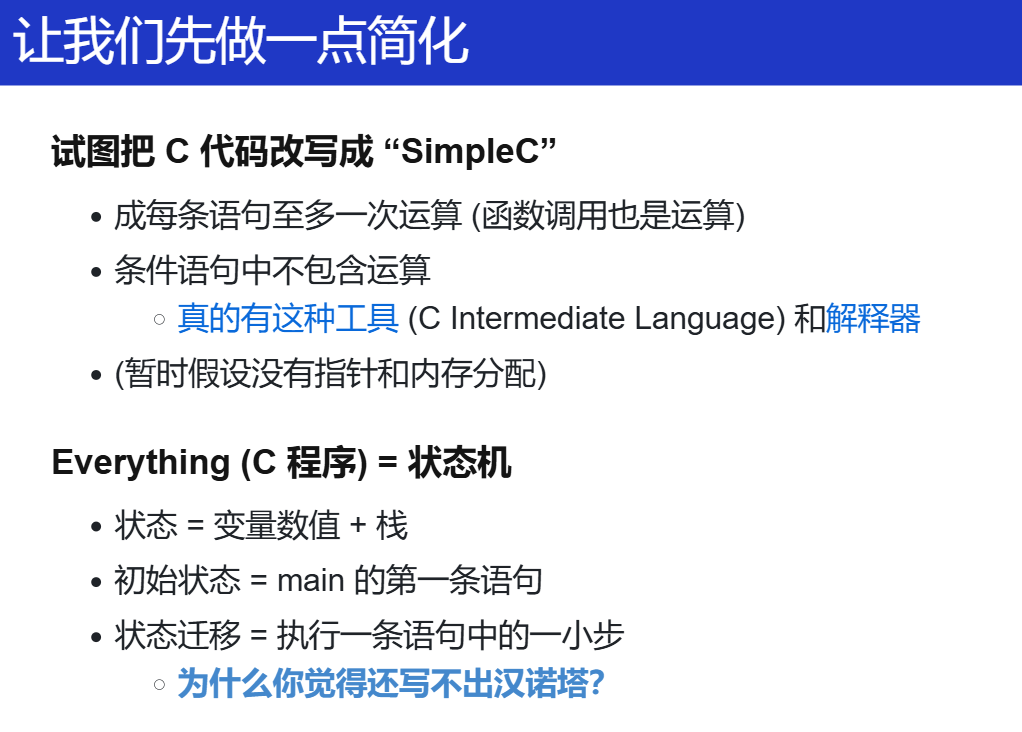 让我们先做一点简化
试图把 C 代码改写成 “SimpleC”
• 成每条语句至多一次运算 (函数调用也是运算)
• 条件语句中不包含运算
○ 真的有这种工具 (C Intermediate Language) 和解释器
• (暂时假设没有指针和内存分配)
Everything (C 程序) = 状态机
• 状态 = 变量数值 + 栈
• 初始状态 = main 的第一条语句
• 状态迁移 = 执行一条语句中的一小步
○ 为什么你觉得还写不出汉诺塔？